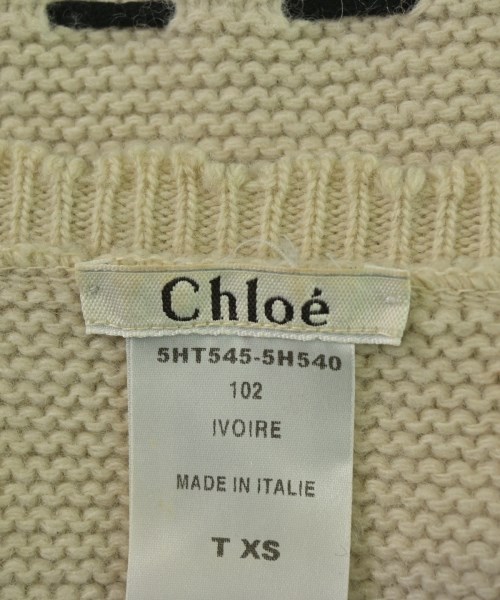 Chloé
5HT545-5H540
102
IVOIRE
MADE IN ITALIE
T XS